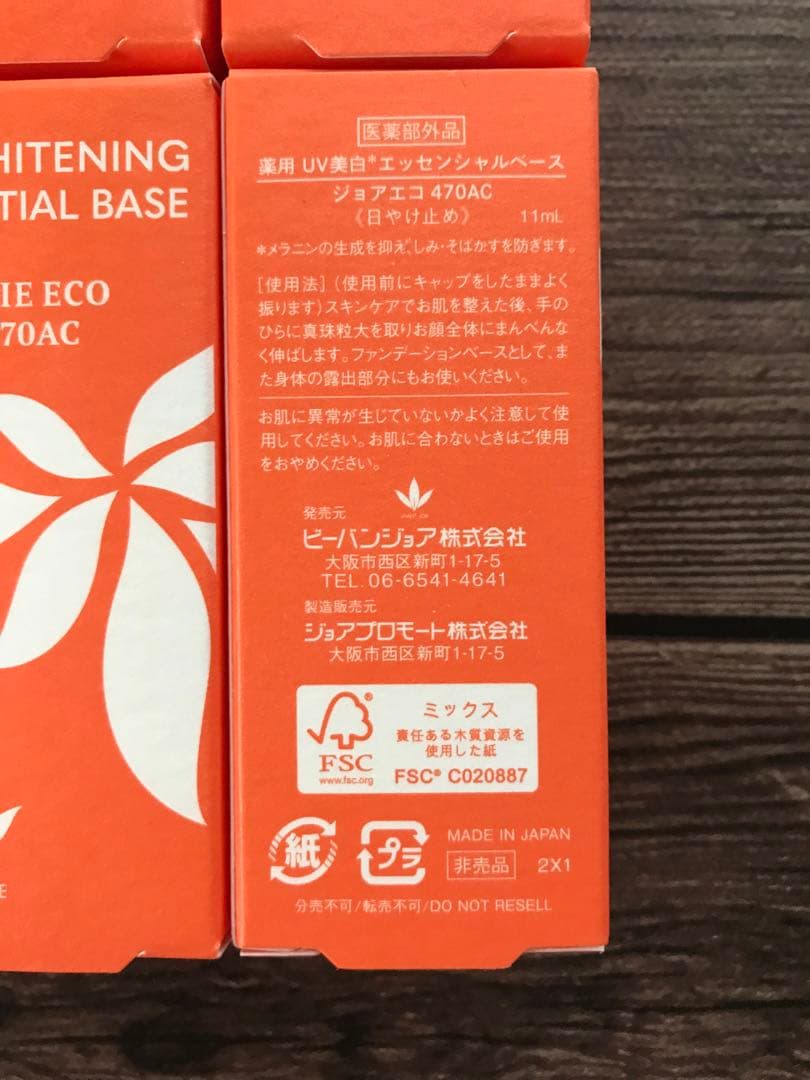 HITENING
TIAL BASE
IE ECO
70AC
E
医薬部外品
薬用 UV美白*エッセンシャルベース
ジョアエコ 470AC
《日やけ止め》 11mL
*メラニンの生成を抑え、しみ・そばかすを防ぎます。
[使用法]（使用前にキャップをしたままよく
振ります）スキンケアでお肌を整えた後、手の
ひらに真珠粒大を取りお顔全体にまんべんな
く伸ばします。ファンデーションベースとして、ま
た身体の露出部分にもお使いください。
お肌に異常が生じていないかよく注意して使
用してください。お肌に合わないときはご使用
をおやめください。
発売元
ビーバンジョア株式会社
大阪市西区新町1-17-5
TEL. 06-6541-4641
製造販売元
ジョアプロモート株式会社
大阪市西区新町1-17-5
FSC
www.fsc.org
ミックス
責任ある木質資源を
使用した紙
FSC® C020887
紙
プラ
MADE IN JAPAN
非売品 2X1
分売不可/転売不可/DO NOT RESELL